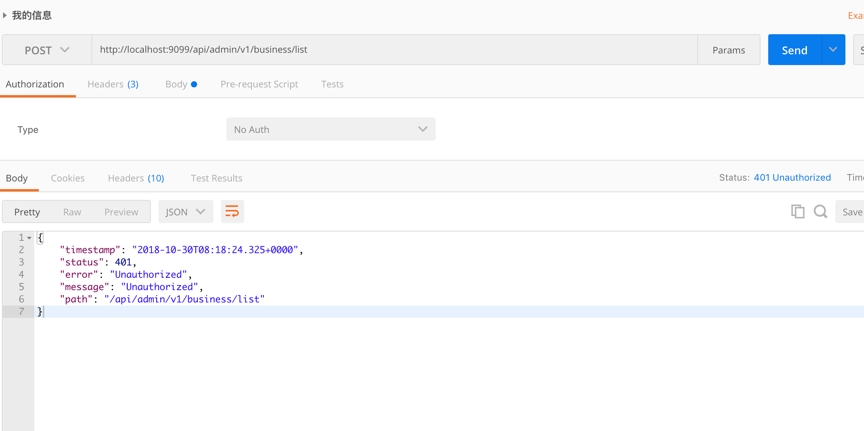 我的信息
Exa
POST http://localhost:9099/api/admin/v1/business/list Params Send S
Authorization Headers (3) Body Pre-request Script Tests
Type No Auth
Body Cookies Headers (10) Test Results Status: 401 Unauthorized Time
Pretty Raw Preview JSON Save
1 {
2 "timestamp": "2018-10-30T08:18:24.325+0000",
3 "status": 401,
4 "error": "Unauthorized",
5 "message": "Unauthorized",
6 "path": "/api/admin/v1/business/list"
7 }